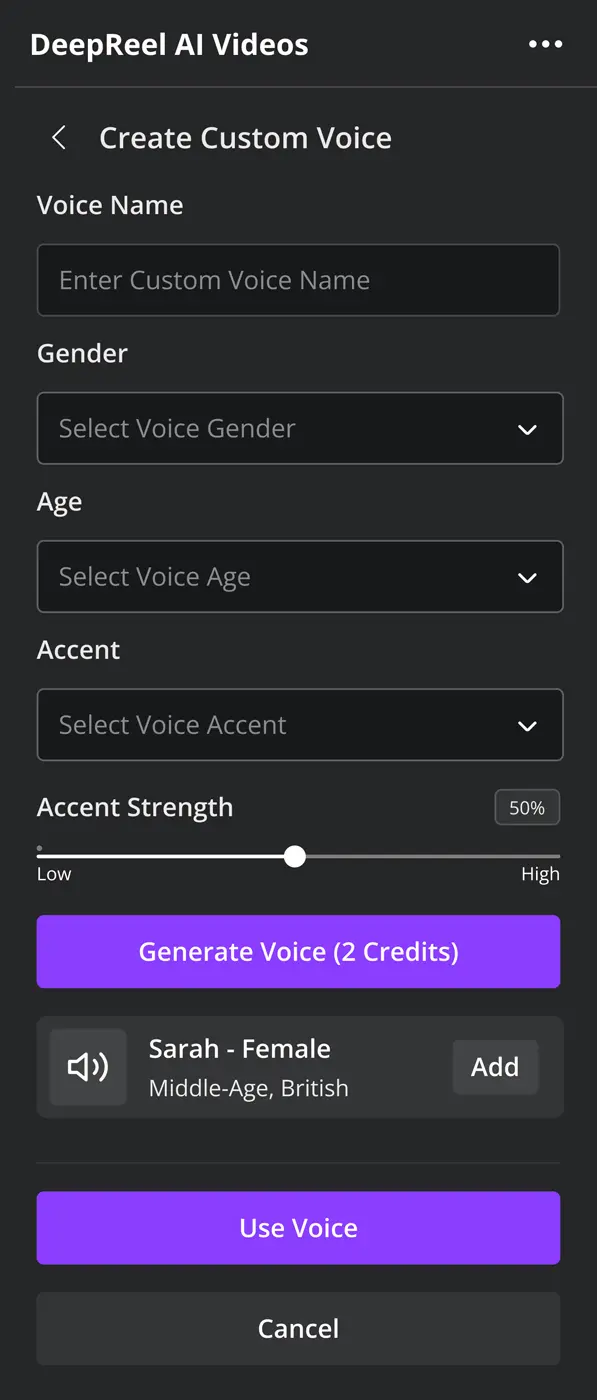 DeepReel AI Videos
Create Custom Voice
Voice Name
Enter Custom Voice Name
Gender
Select Voice Gender
Age
Select Voice Age
Accent
Select Voice Accent
Accent Strength
50%
Low
High
Generate Voice (2 Credits)
Sarah - Female
Middle-Age, British
Add
Use Voice
Cancel